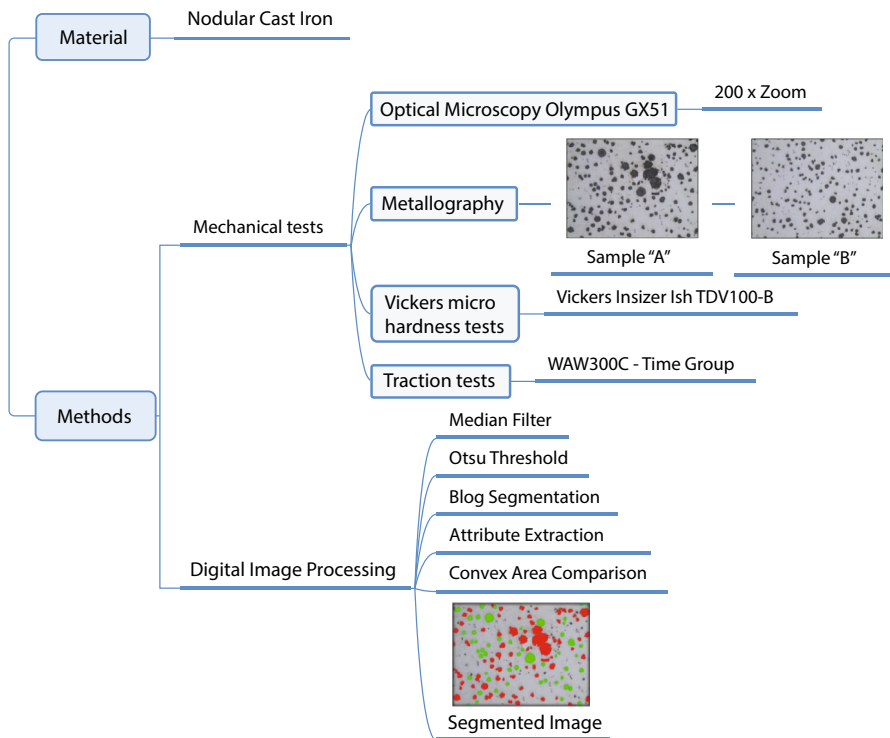 Material
Nodular Cast Iron
Methods
Mechanical tests
Optical Microscopy Olympus GX51
200 x Zoom
Metallography
Sample “A”
Sample “B”
Vickers micro
hardness tests
Vickers Insizer Ish TDV100-B
Traction tests
WAW300C - Time Group
Digital Image Processing
Median Filter
Otsu Threshold
Blog Segmentation
Attribute Extraction
Convex Area Comparison
Segmented Image